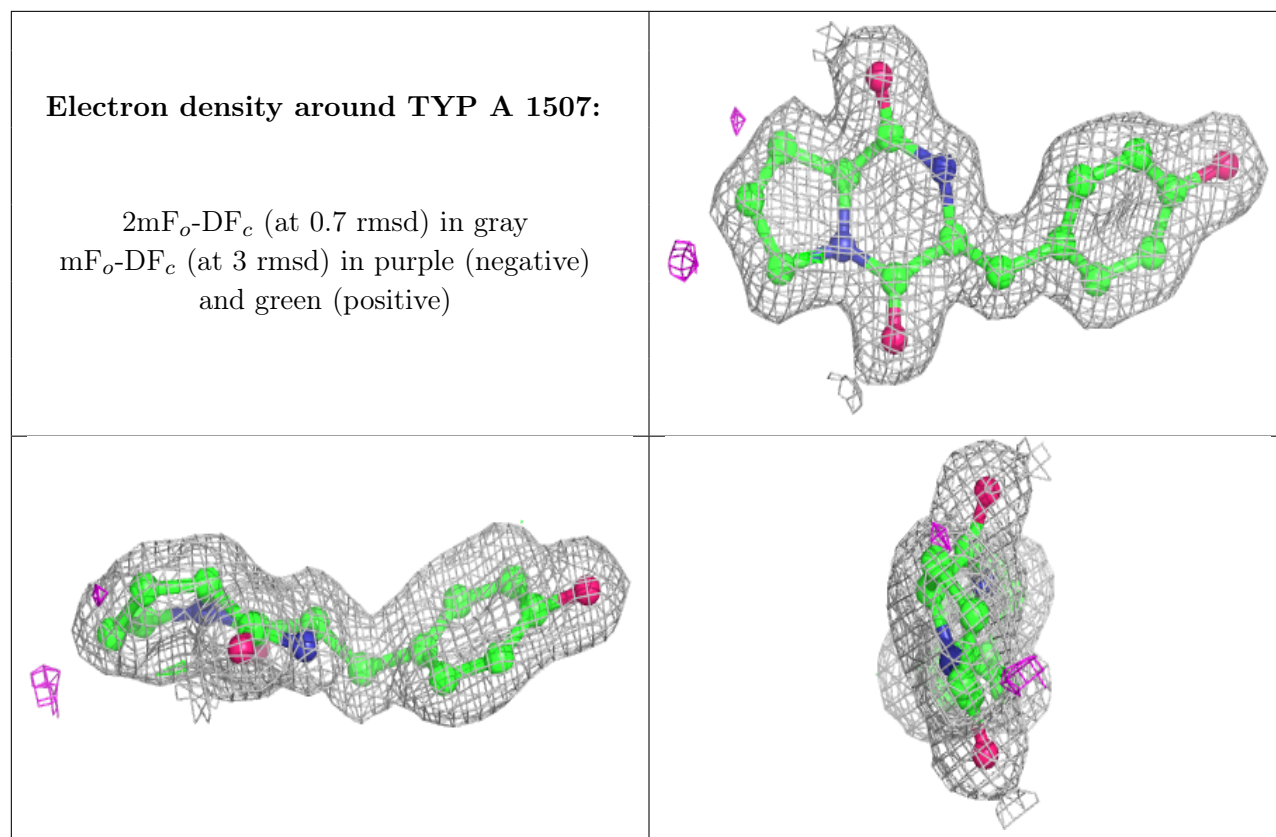 Electron density around TYP A 1507:
2mFo-DFc (at 0.7 rmsd) in gray
mFo-DFc (at 3 rmsd) in purple (negative)
and green (positive)